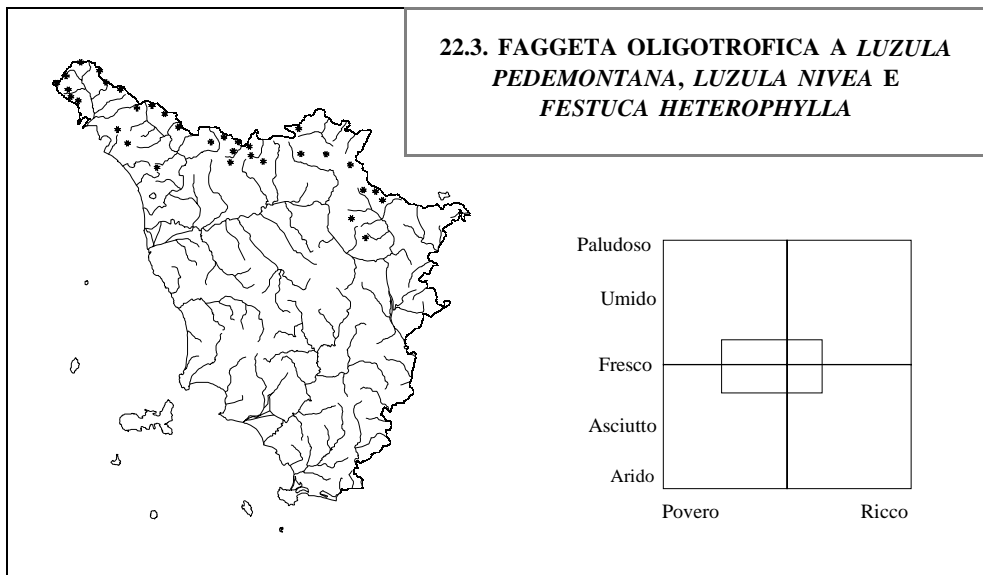 22.3. FAGGETA OLIGOTROFICA A LUZULA
PEDEMONTANA, LUZULA NIVEA E
FESTUCA HETEROPHYLLA
Paludoso
Umido
Fresco
Asciutto
Arido
Povero Ricco